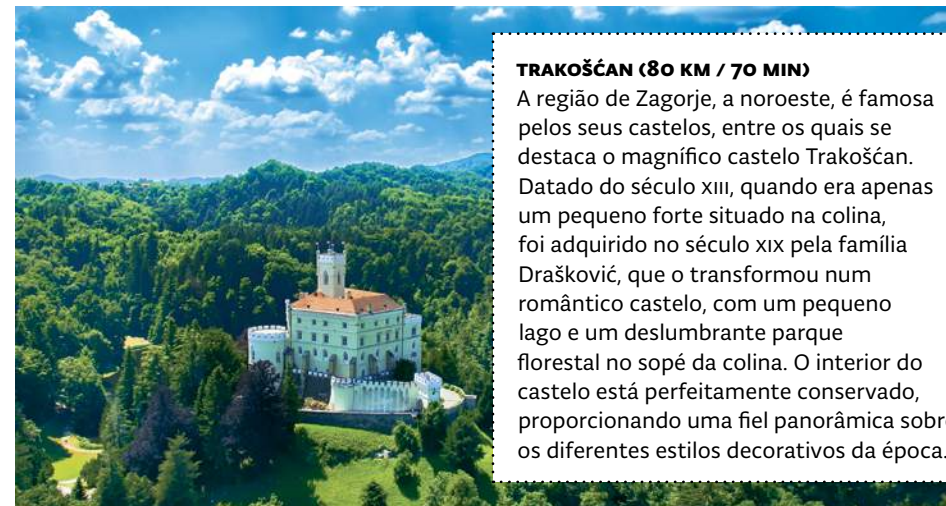 TRAKOŠĆAN (80 KM / 70 MIN)
A região de Zagorje, a noroeste, é famosa
pelos seus castelos, entre os quais se
destaca o magnífico castelo Trakošćan.
Datado do século XIII, quando era apenas
um pequeno forte situado na colina,
foi adquirido no século XIX pela família
Drašković, que o transformou num
romântico castelo, com um pequeno
lago e um deslumbrante parque
florestal no sopé da colina. O interior do
castelo está perfeitamente conservado,
proporcionando uma fiel panorâmica sobre
os diferentes estilos decorativos da época.